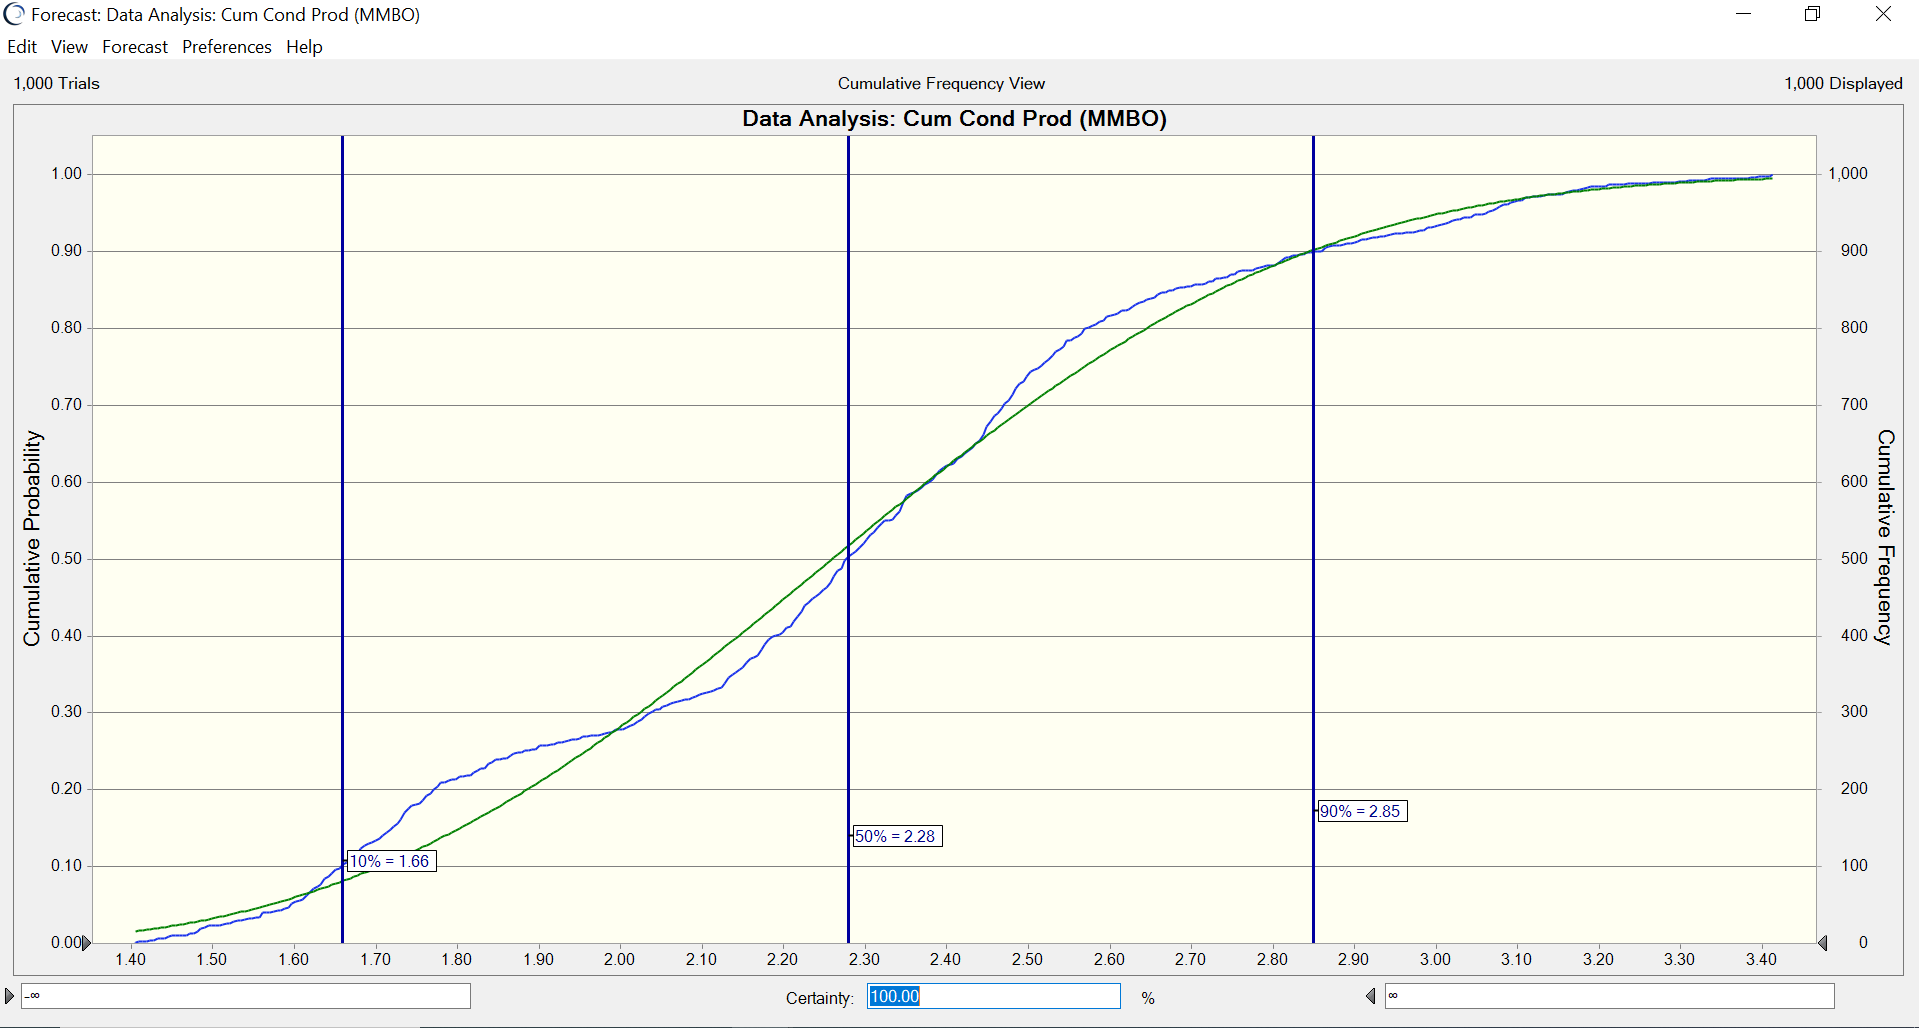 Forecast: Data Analysis: Cum Cond Prod (MMBO)
Edit View Forecast Preferences Help
1,000 Trials
Cumulative Frequency View
1,000 Displayed
Data Analysis: Cum Cond Prod (MMBO)
Cumulative Probability
1.00
0.90
0.80
0.70
0.60
0.50
0.40
0.30
0.20
0.10
0.00
1,000
900
800
700
600
500
400
300
200
100
0
Cumulative Frequency
10% = 1.66
50% = 2.28
90% = 2.85
1.40 1.50 1.60 1.70 1.80 1.90 2.00 2.10 2.20 2.30 2.40 2.50 2.60 2.70 2.80 2.90 3.00 3.10 3.20 3.30 3.40
-∞
Certainty: 100.00 %
∞